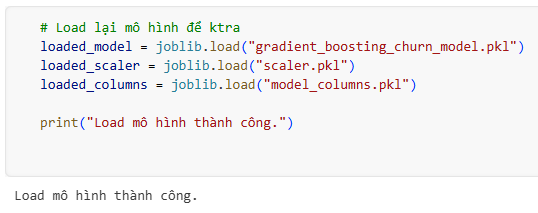 # Load lại mô hình để ktra
loaded_model = joblib.load("gradient_boosting_churn_model.pkl")
loaded_scaler = joblib.load("scaler.pkl")
loaded_columns = joblib.load("model_columns.pkl")
print("Load mô hình thành công.")
Load mô hình thành công.